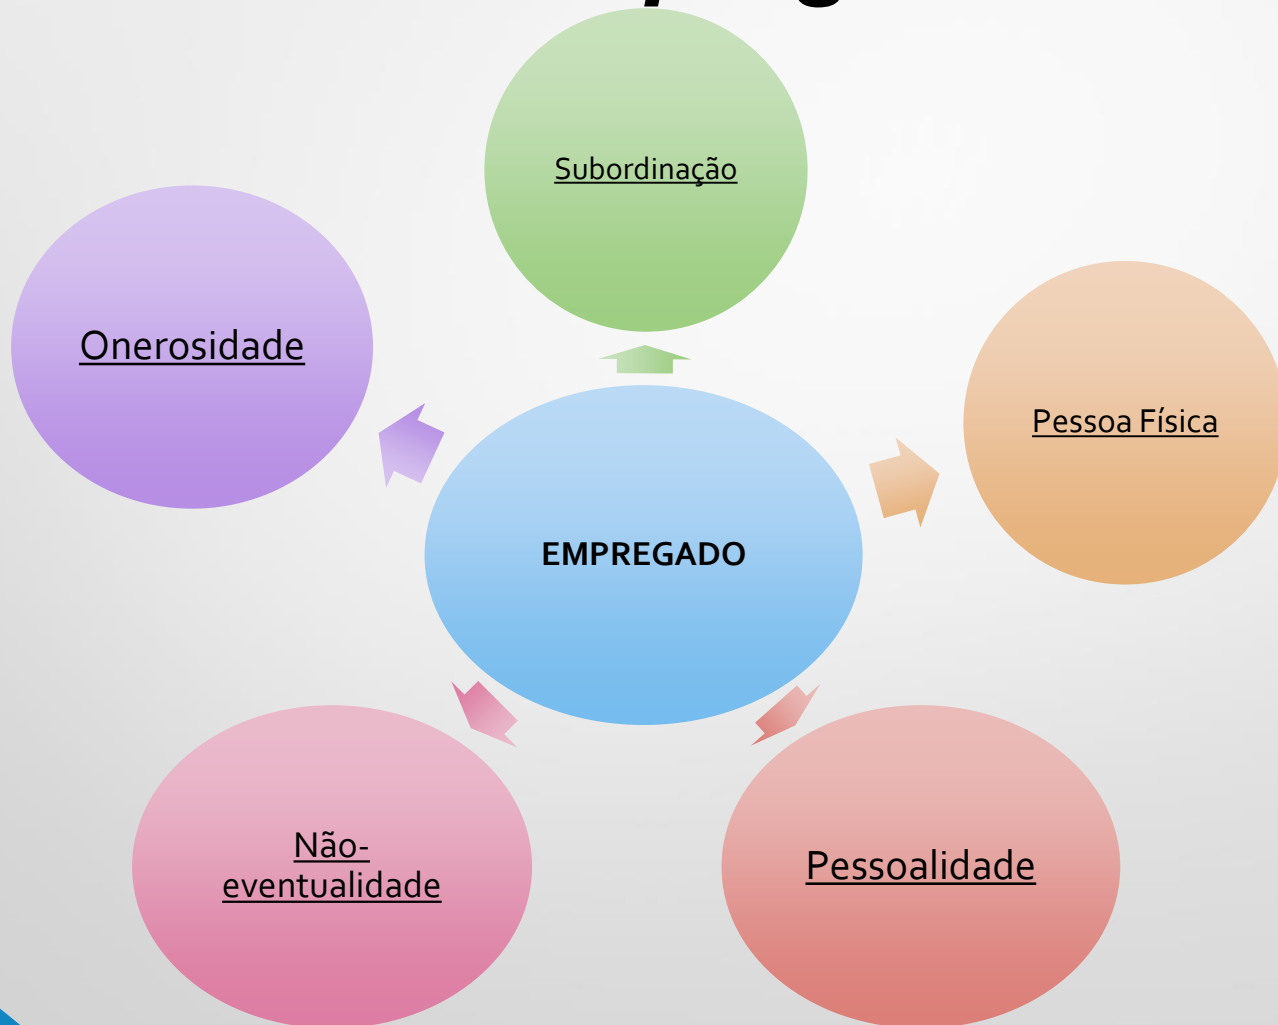 Subordinação
Onerosidade
Pessoa Física
EMPREGADO
Não-
eventualidade
Pessoalidade